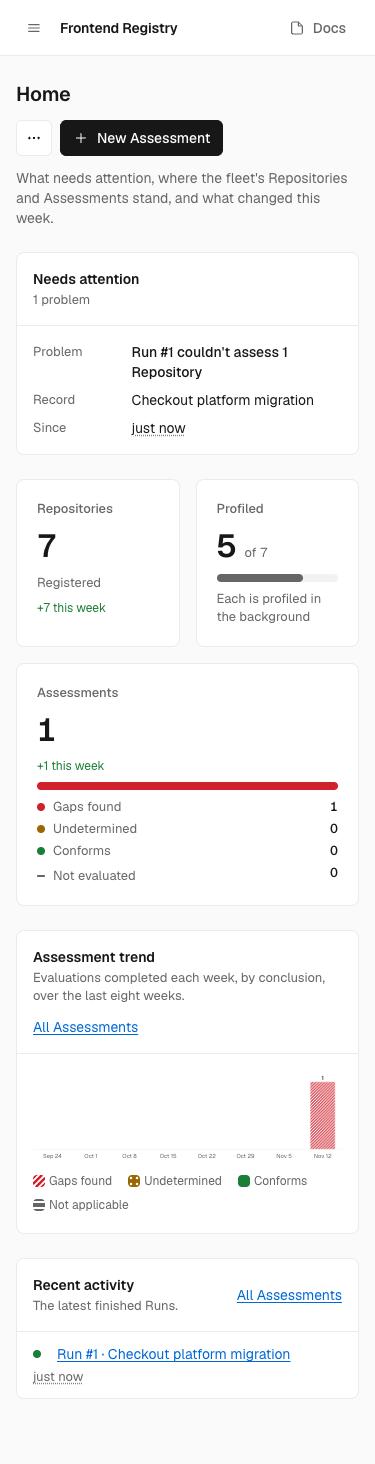 Frontend Registry
Docs
Home
New Assessment
What needs attention, where the fleet's Repositories
and Assessments stand, and what changed this
week.
Needs attention
1 problem
Problem
Run #1 couldn't assess 1
Repository
Record
Checkout platform migration
Since
just now
Repositories
7
Registered
+7 this week
Profiled
5 of 7
Each is profiled in
the background
Assessments
1
+1 this week
Gaps found 1
Undetermined 0
Conforms 0
Not evaluated 0
Assessment trend
Evaluations completed each week, by conclusion,
over the last eight weeks.
All Assessments
1
Sep 24 Oct 1 Oct 8 Oct 15 Oct 22 Oct 29 Nov 5 Nov 12
Gaps found Undetermined Conforms
Not applicable
Recent activity
The latest finished Runs.
All Assessments
Run #1 · Checkout platform migration
just now